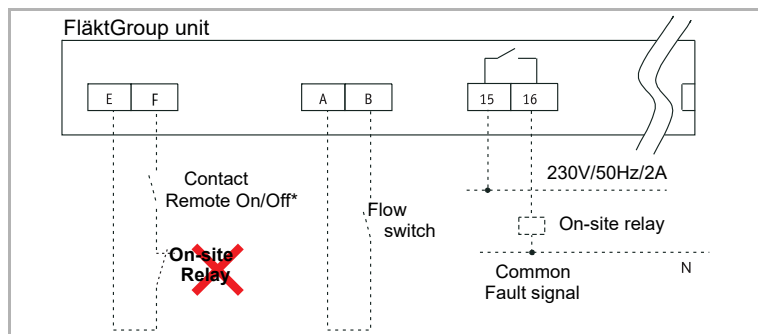 FläktGroup unit
E F A B 15 16
230V/50Hz/2A
Contact
Remote On/Off*
Flow
switch
On-site relay
On-site
Relay
Common
Fault signal
N